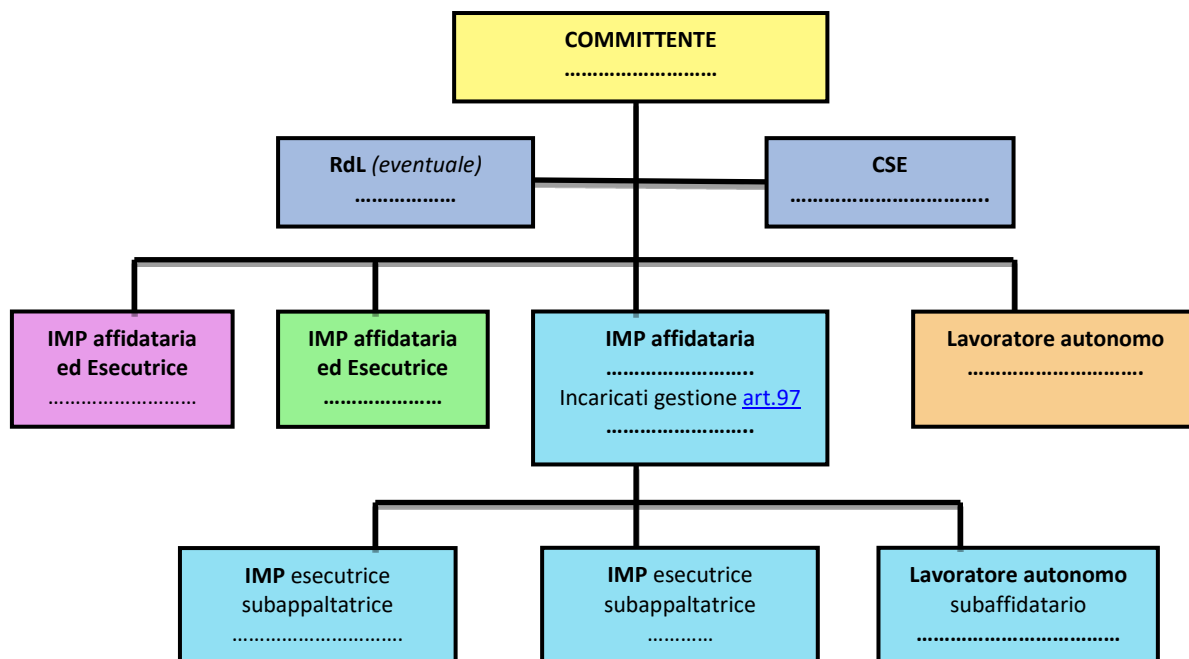 COMMITTENTE
………………………
RdL (eventuale)
………………
CSE
……………………………..
IMP affidataria
ed Esecutrice
………………………
IMP affidataria
ed Esecutrice
…………………
IMP affidataria
……………………..
Incaricati gestione art.97
……………………..
Lavoratore autonomo
………………………….
IMP esecutrice
subappaltatrice
………………………….
IMP esecutrice
subappaltatrice
…………
Lavoratore autonomo
subaffidatario
………………………………